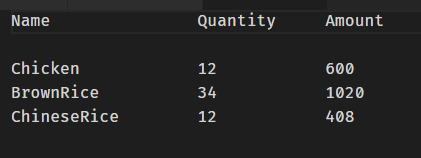 Name Quantity Amount
Chicken 12 600
BrownRice 34 1020
ChineseRice 12 408